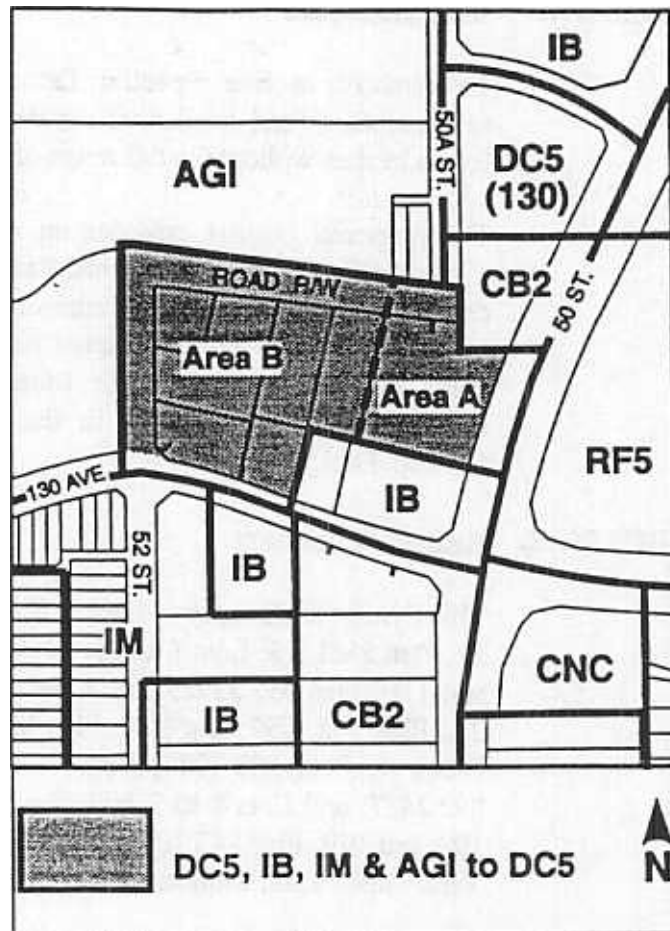 IB
50A ST.
AGI
DC5
(130)
ROAD R/W
CB2
50 ST.
Area B
Area A
RF5
130 AVE.
IB
52 ST.
IB
IM
CNC
IB
CB2
DC5, IB, IM & AGI to DC5
N